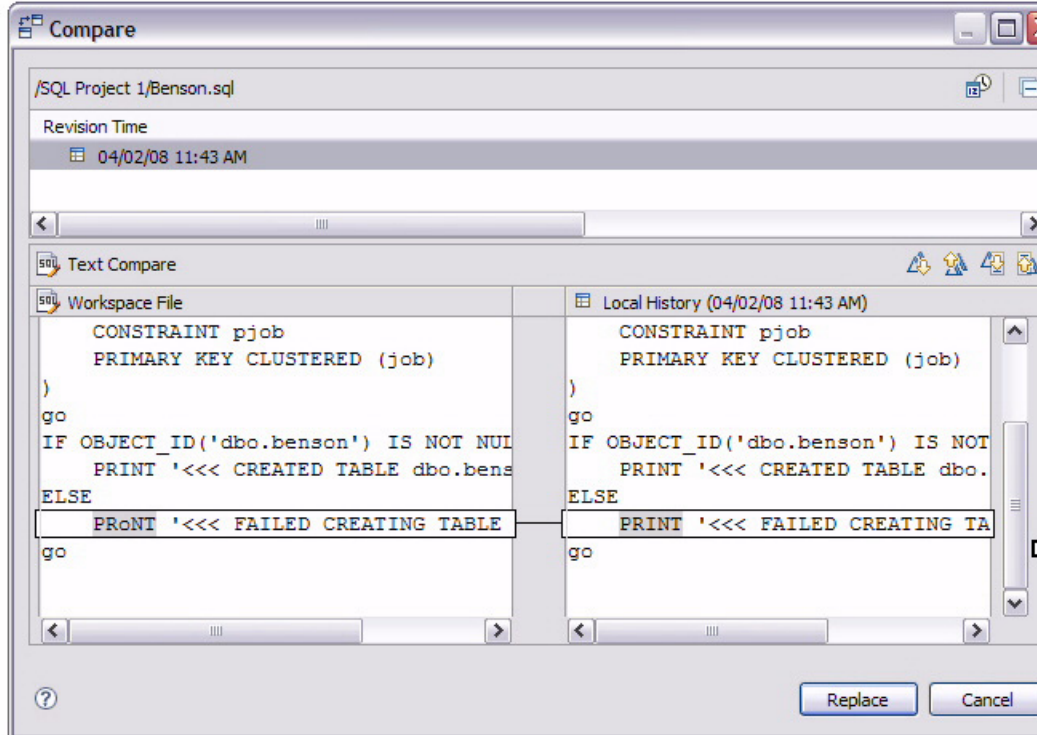 Compare
/SQL Project 1/Benson.sql
Revision Time
04/02/08 11:43 AM
Text Compare
Workspace File
    CONSTRAINT pjob
    PRIMARY KEY CLUSTERED (job)
)
go
IF OBJECT_ID('dbo.benson') IS NOT NUL
    PRINT '<<< CREATED TABLE dbo.bens
ELSE
    PRoNT '<<< FAILED CREATING TABLE
go
Local History (04/02/08 11:43 AM)
    CONSTRAINT pjob
    PRIMARY KEY CLUSTERED (job)
)
go
IF OBJECT_ID('dbo.benson') IS NOT
    PRINT '<<< CREATED TABLE dbo.
ELSE
    PRINT '<<< FAILED CREATING TA
go
Replace
Cancel